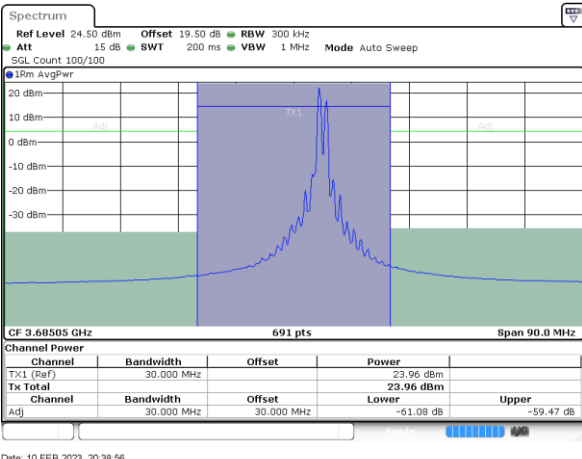 Spectrum
Ref Level 24.50 dBm Offset 19.50 dB RBW 300 kHz
Att 15 dB SWT 200 ms VBW 1 MHz Mode Auto Sweep
SGL Count 100/100
1Rm AvgPwr
20 dBm
TX1
10 dBm
Adj Adj
0 dBm
-10 dBm
-20 dBm
-30 dBm
CF 3.68505 GHz 691 pts Span 90.0 MHz
Channel Power
Channel Bandwidth Offset Power
TX1 (Ref) 30.000 MHz 23.96 dBm
Tx Total 23.96 dBm
Channel Bandwidth Offset Lower Upper
Adj 30.000 MHz 30.000 MHz -61.08 dB -59.47 dB
Ready
Date: 10.FEB.2023 20:38:56